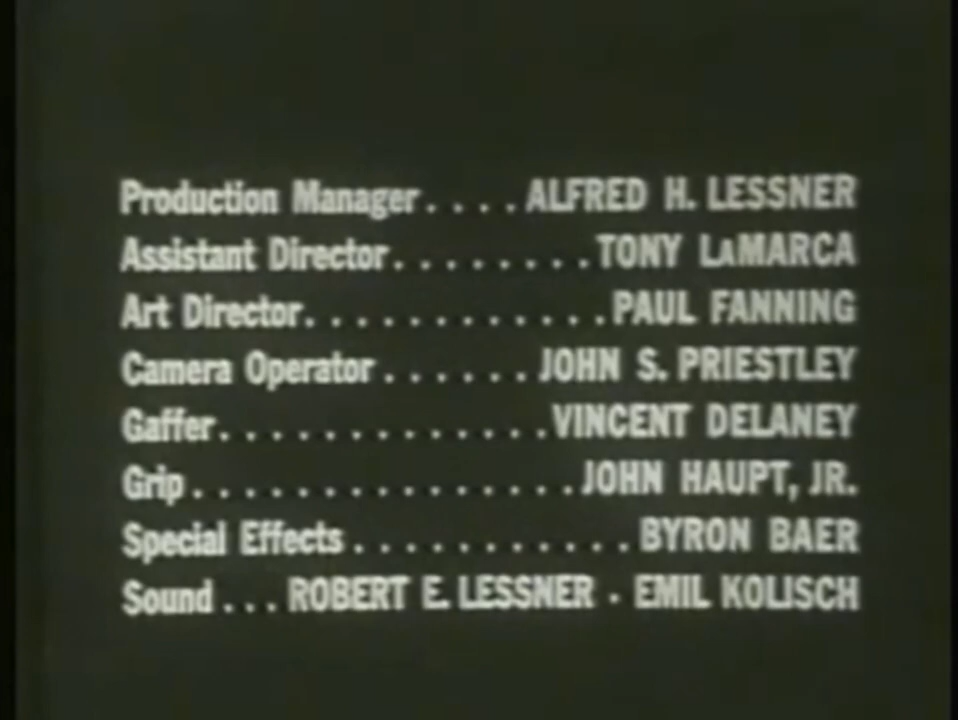 Production Manager....ALFRED H. LESSNER
Assistant Director........TONY LaMARCA
Art Director.............PAUL FANNING
Camera Operator......JOHN S. PRIESTLEY
Gaffer.............VINCENT DELANEY
Grip...............JOHN HAUPT, JR.
Special Effects...........BYRON BAER
Sound...ROBERT E. LESSNER · EMIL KOLISCH